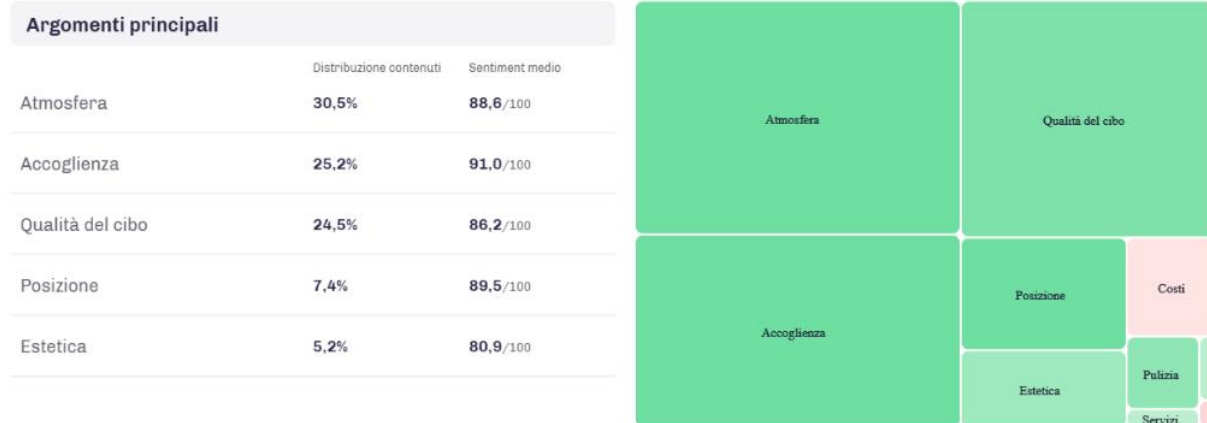 Argomenti principali
Distribuzione contenuti Sentiment medio
Atmosfera 30,5% 88,6/100
Accoglienza 25,2% 91,0/100
Qualità del cibo 24,5% 86,2/100
Posizione 7,4% 89,5/100
Estetica 5,2% 80,9/100
Atmosfera
Qualità del cibo
Accoglienza
Posizione
Costi
Estetica
Pulizia
Servizi